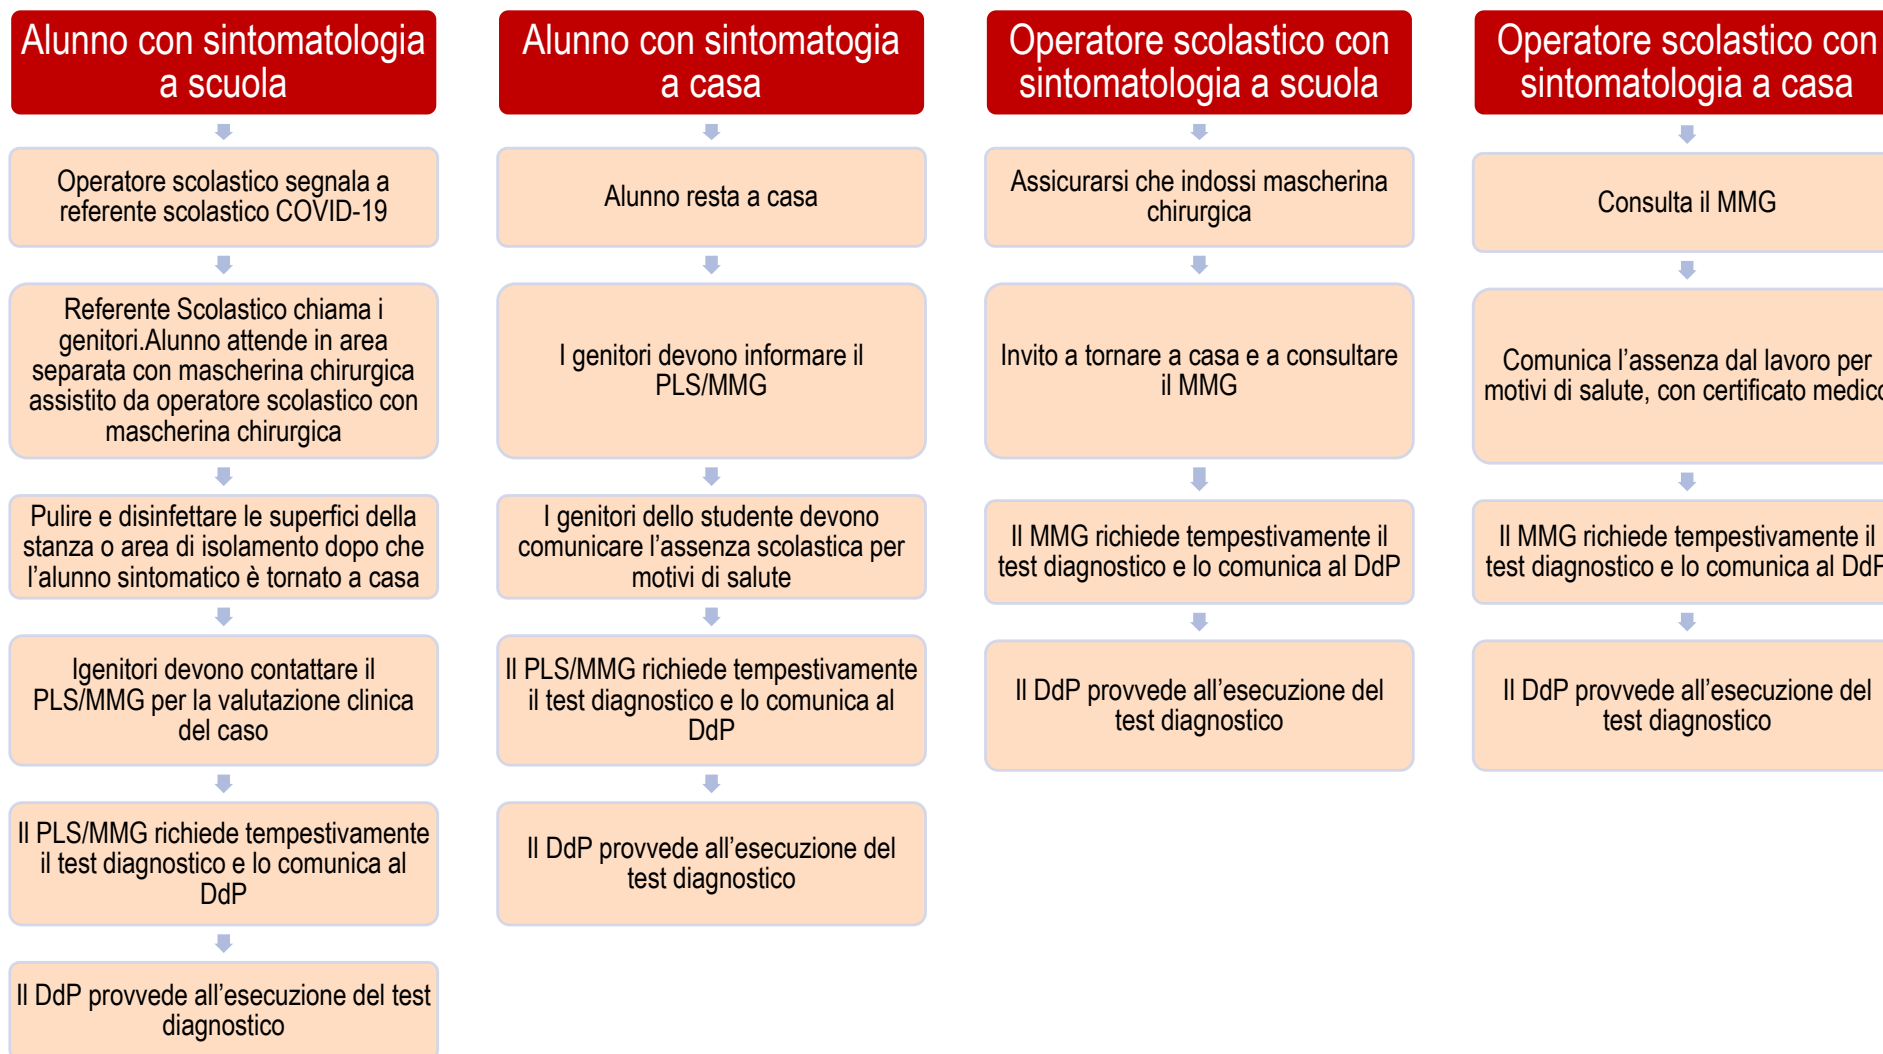 Alunno con sintomatologia
a scuola
Operatore scolastico segnala a
referente scolastico COVID-19
Referente Scolastico chiama i
genitori.Alunno attende in area
separata con mascherina chirurgica
assistito da operatore scolastico con
mascherina chirurgica
Pulire e disinfettare le superfici della
stanza o area di isolamento dopo che
l’alunno sintomatico è tornato a casa
Igenitori devono contattare il
PLS/MMG per la valutazione clinica
del caso
Il PLS/MMG richiede tempestivamente
il test diagnostico e lo comunica al
DdP
Il DdP provvede all’esecuzione del test
diagnostico
Alunno con sintomatogia
a casa
Alunno resta a casa
I genitori devono informare il
PLS/MMG
I genitori dello studente devono
comunicare l’assenza scolastica per
motivi di salute
Il PLS/MMG richiede tempestivamente
il test diagnostico e lo comunica al
DdP
Il DdP provvede all’esecuzione del
test diagnostico
Operatore scolastico con
sintomatologia a scuola
Assicurarsi che indossi mascherina
chirurgica
Invito a tornare a casa e a consultare
il MMG
Il MMG richiede tempestivamente il
test diagnostico e lo comunica al DdP
Il DdP provvede all’esecuzione del
test diagnostico
Operatore scolastico con
sintomatologia a casa
Consulta il MMG
Comunica l’assenza dal lavoro per
motivi di salute, con certificato medico
Il MMG richiede tempestivamente il
test diagnostico e lo comunica al DdP
Il DdP provvede all’esecuzione del
test diagnostico